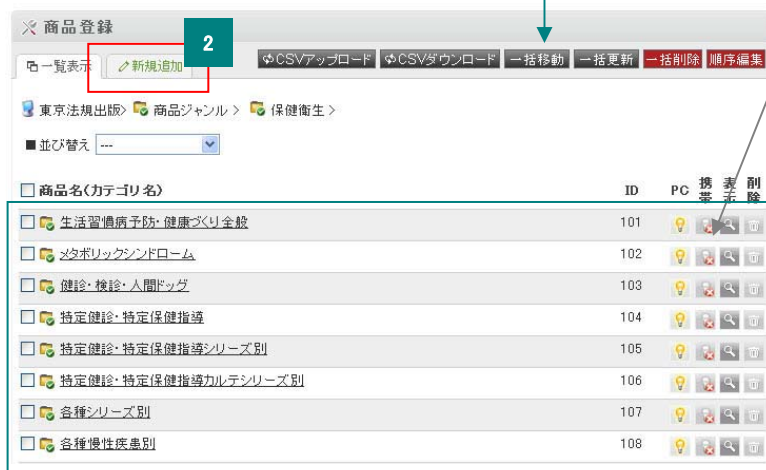 商品登録
2
一覧表示 新規追加 CSVアップロード CSVダウンロード 一括移動 一括更新 一括削除 順序編集
東京法規出版> 商品ジャンル > 保健衛生 >
■並び替え ---
商品名(カテゴリ名) ID PC 携帯 表示 削除
生活習慣病予防・健康づくり全般 101
メタボリックシンドローム 102
健診・検診・人間ドッグ 103
特定健診・特定保健指導 104
特定健診・特定保健指導シリーズ別 105
特定健診・特定保健指導カルテシリーズ別 106
各種シリーズ別 107
各種慢性疾患別 108